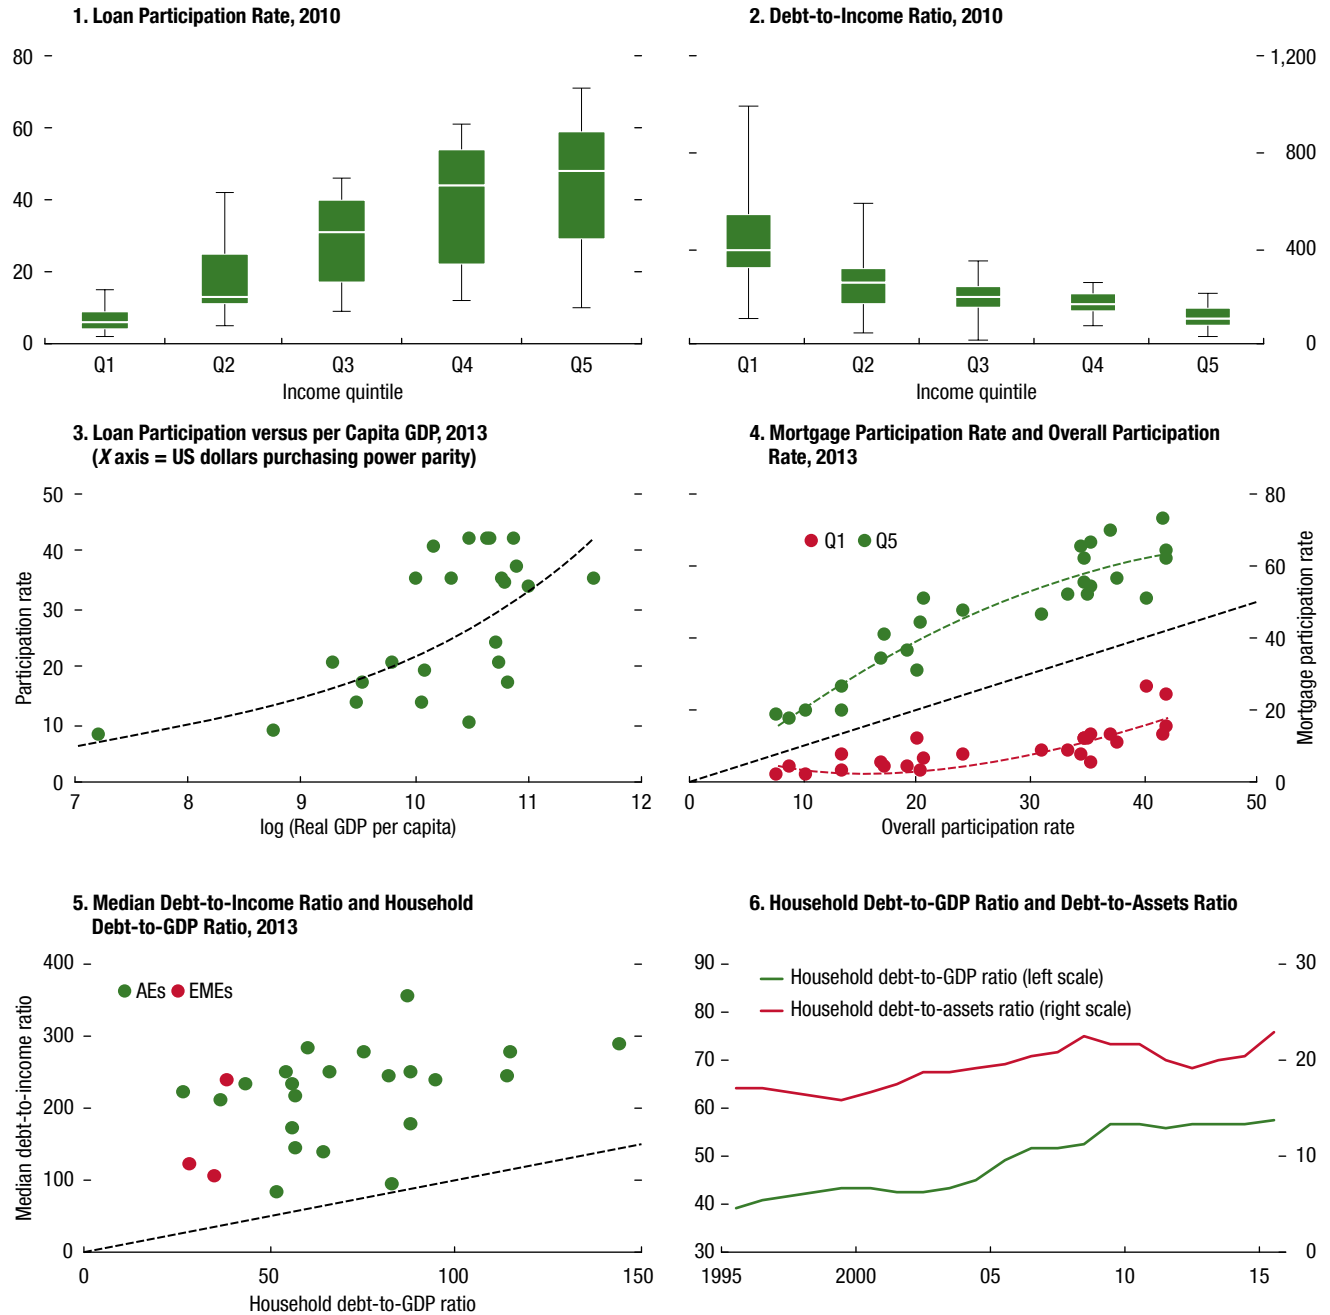 1. Loan Participation Rate, 2010
80
60
40
20
0
Q1 Q2 Q3 Q4 Q5
Income quintile
2. Debt-to-Income Ratio, 2010
1,200
800
400
0
Q1 Q2 Q3 Q4 Q5
Income quintile
3. Loan Participation versus per Capita GDP, 2013
(X axis = US dollars purchasing power parity)
Participation rate
50
40
30
20
10
0
7 8 9 10 11 12
log (Real GDP per capita)
4. Mortgage Participation Rate and Overall Participation
Rate, 2013
Q1 Q5
80
60
40
20
0
Mortgage participation rate
0 10 20 30 40 50
Overall participation rate
5. Median Debt-to-Income Ratio and Household
Debt-to-GDP Ratio, 2013
Median debt-to-income ratio
400
300
200
100
0
AEs EMEs
0 50 100 150
Household debt-to-GDP ratio
6. Household Debt-to-GDP Ratio and Debt-to-Assets Ratio
90
80
70
60
50
40
30
Household debt-to-GDP ratio (left scale)
Household debt-to-assets ratio (right scale)
30
20
10
0
1995 2000 05 10 15